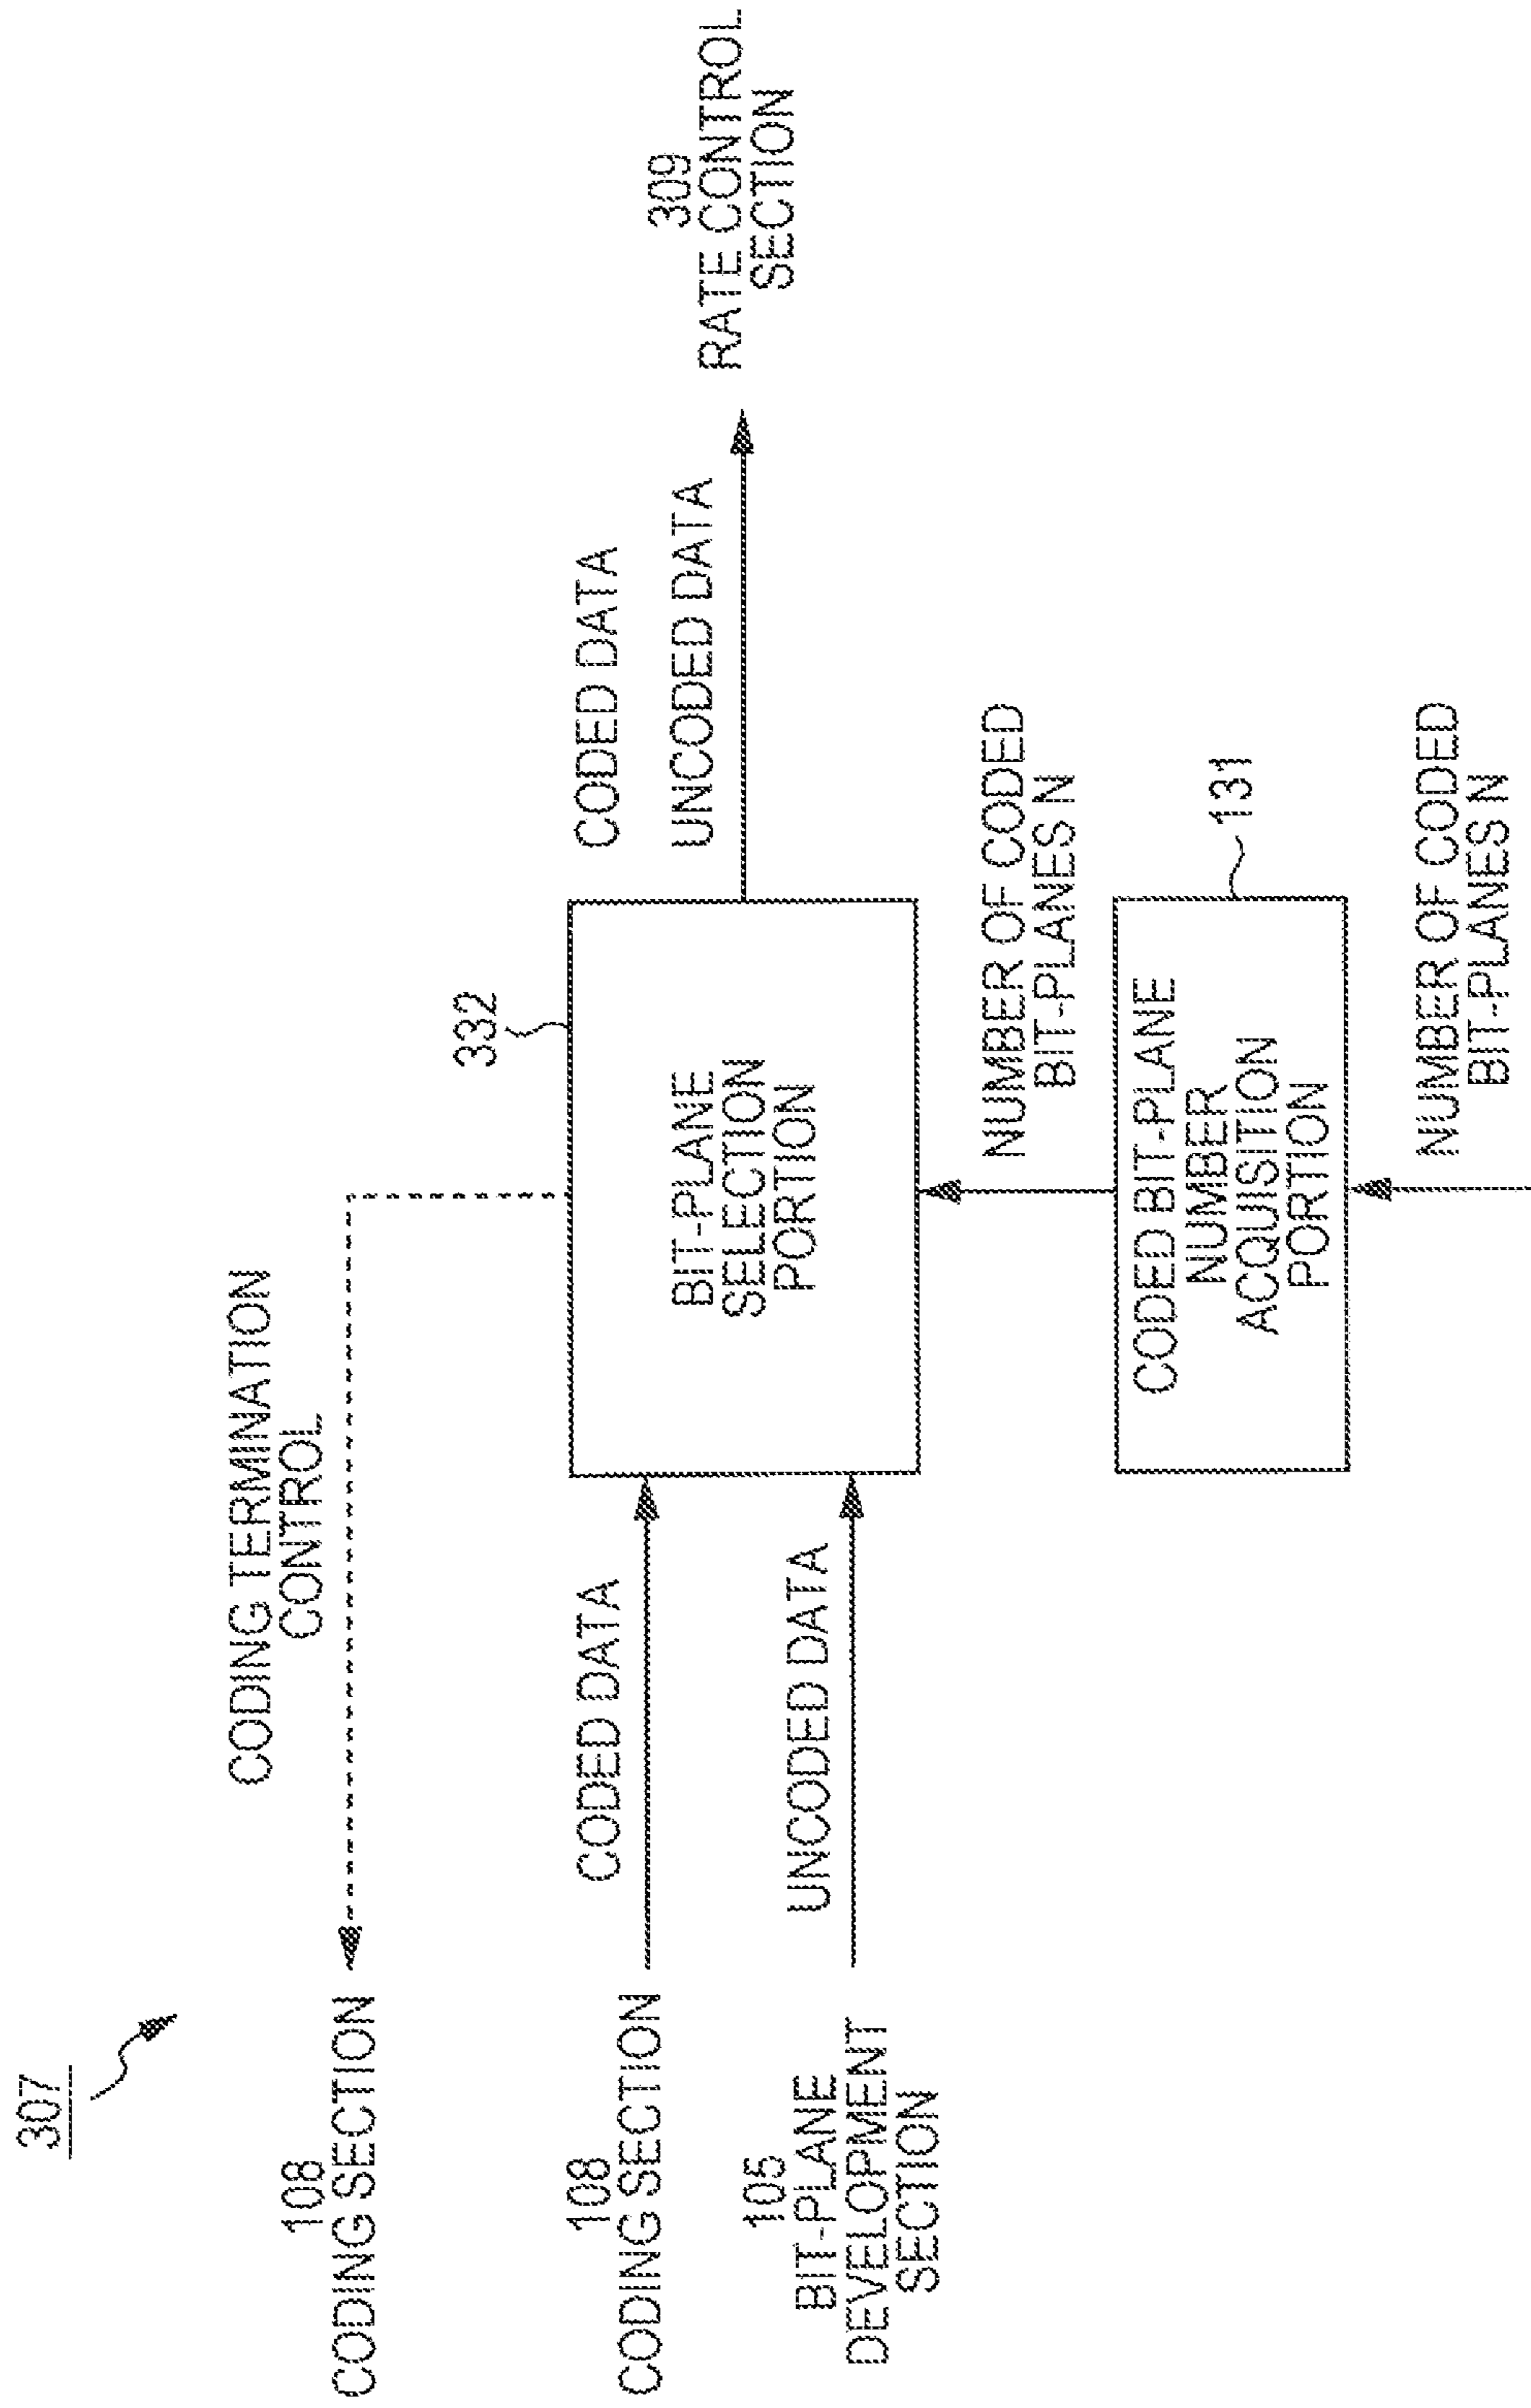 307
108
CODING SECTION
CODING TERMINATION
CONTROL
108
CODING SECTION
CODED DATA
105
BIT-PLANE
DEVELOPMENT
SECTION
UNCODED DATA
332
BIT-PLANE
SELECTION
PORTION
CODED DATA
UNCODED DATA
309
RATE CONTROL
SECTION
NUMBER OF CODED
BIT-PLANES N
131
CODED BIT-PLANE
NUMBER
ACQUISITION
PORTION
NUMBER OF CODED
BIT-PLANES N